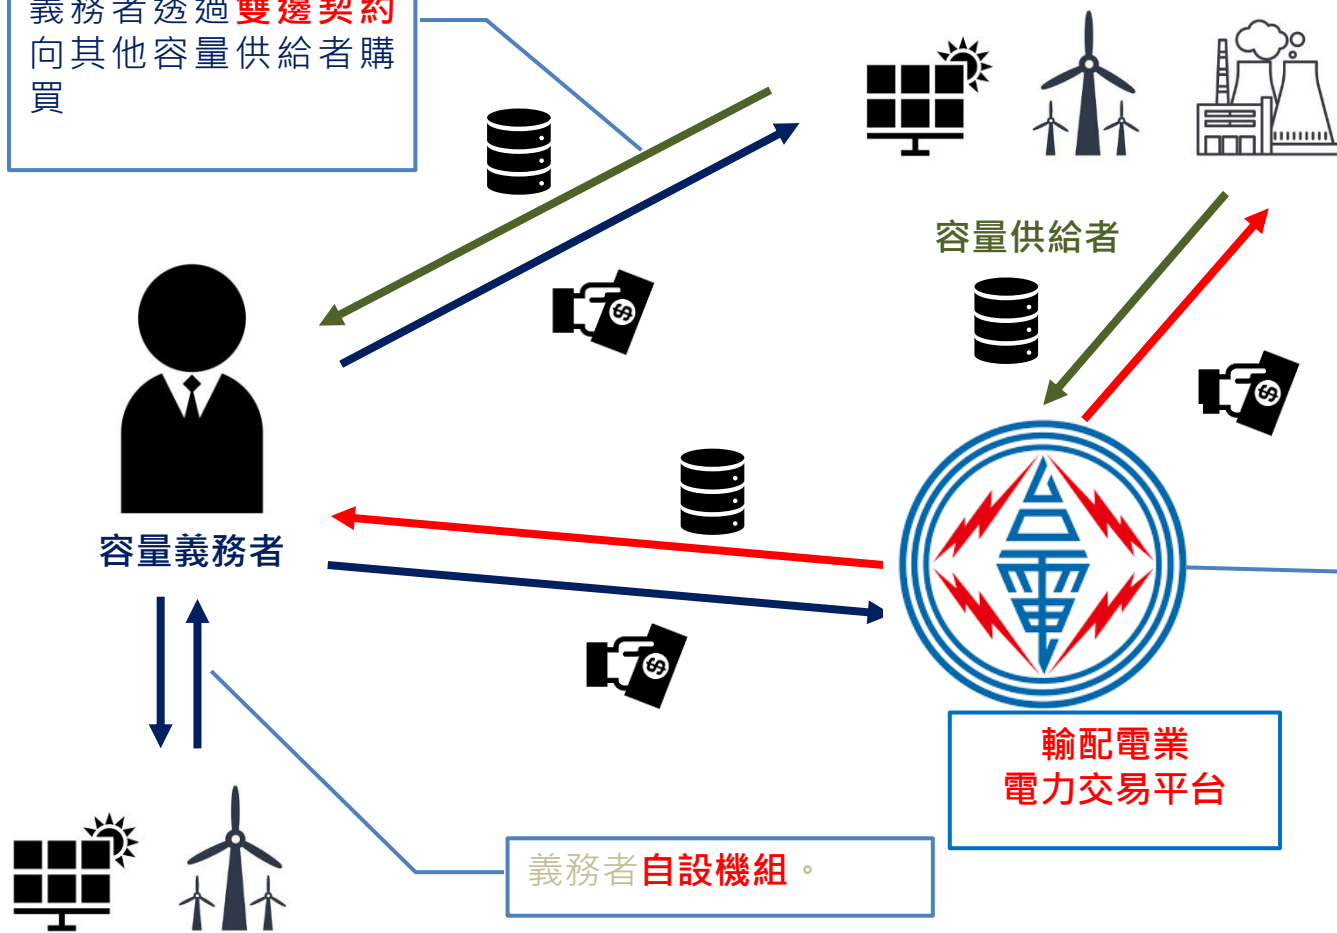 義務者透過雙邊契約
向其他容量供給者購
買
容量供給者
容量義務者
台電
輸配電業
電力交易平台
義務者自設機組。